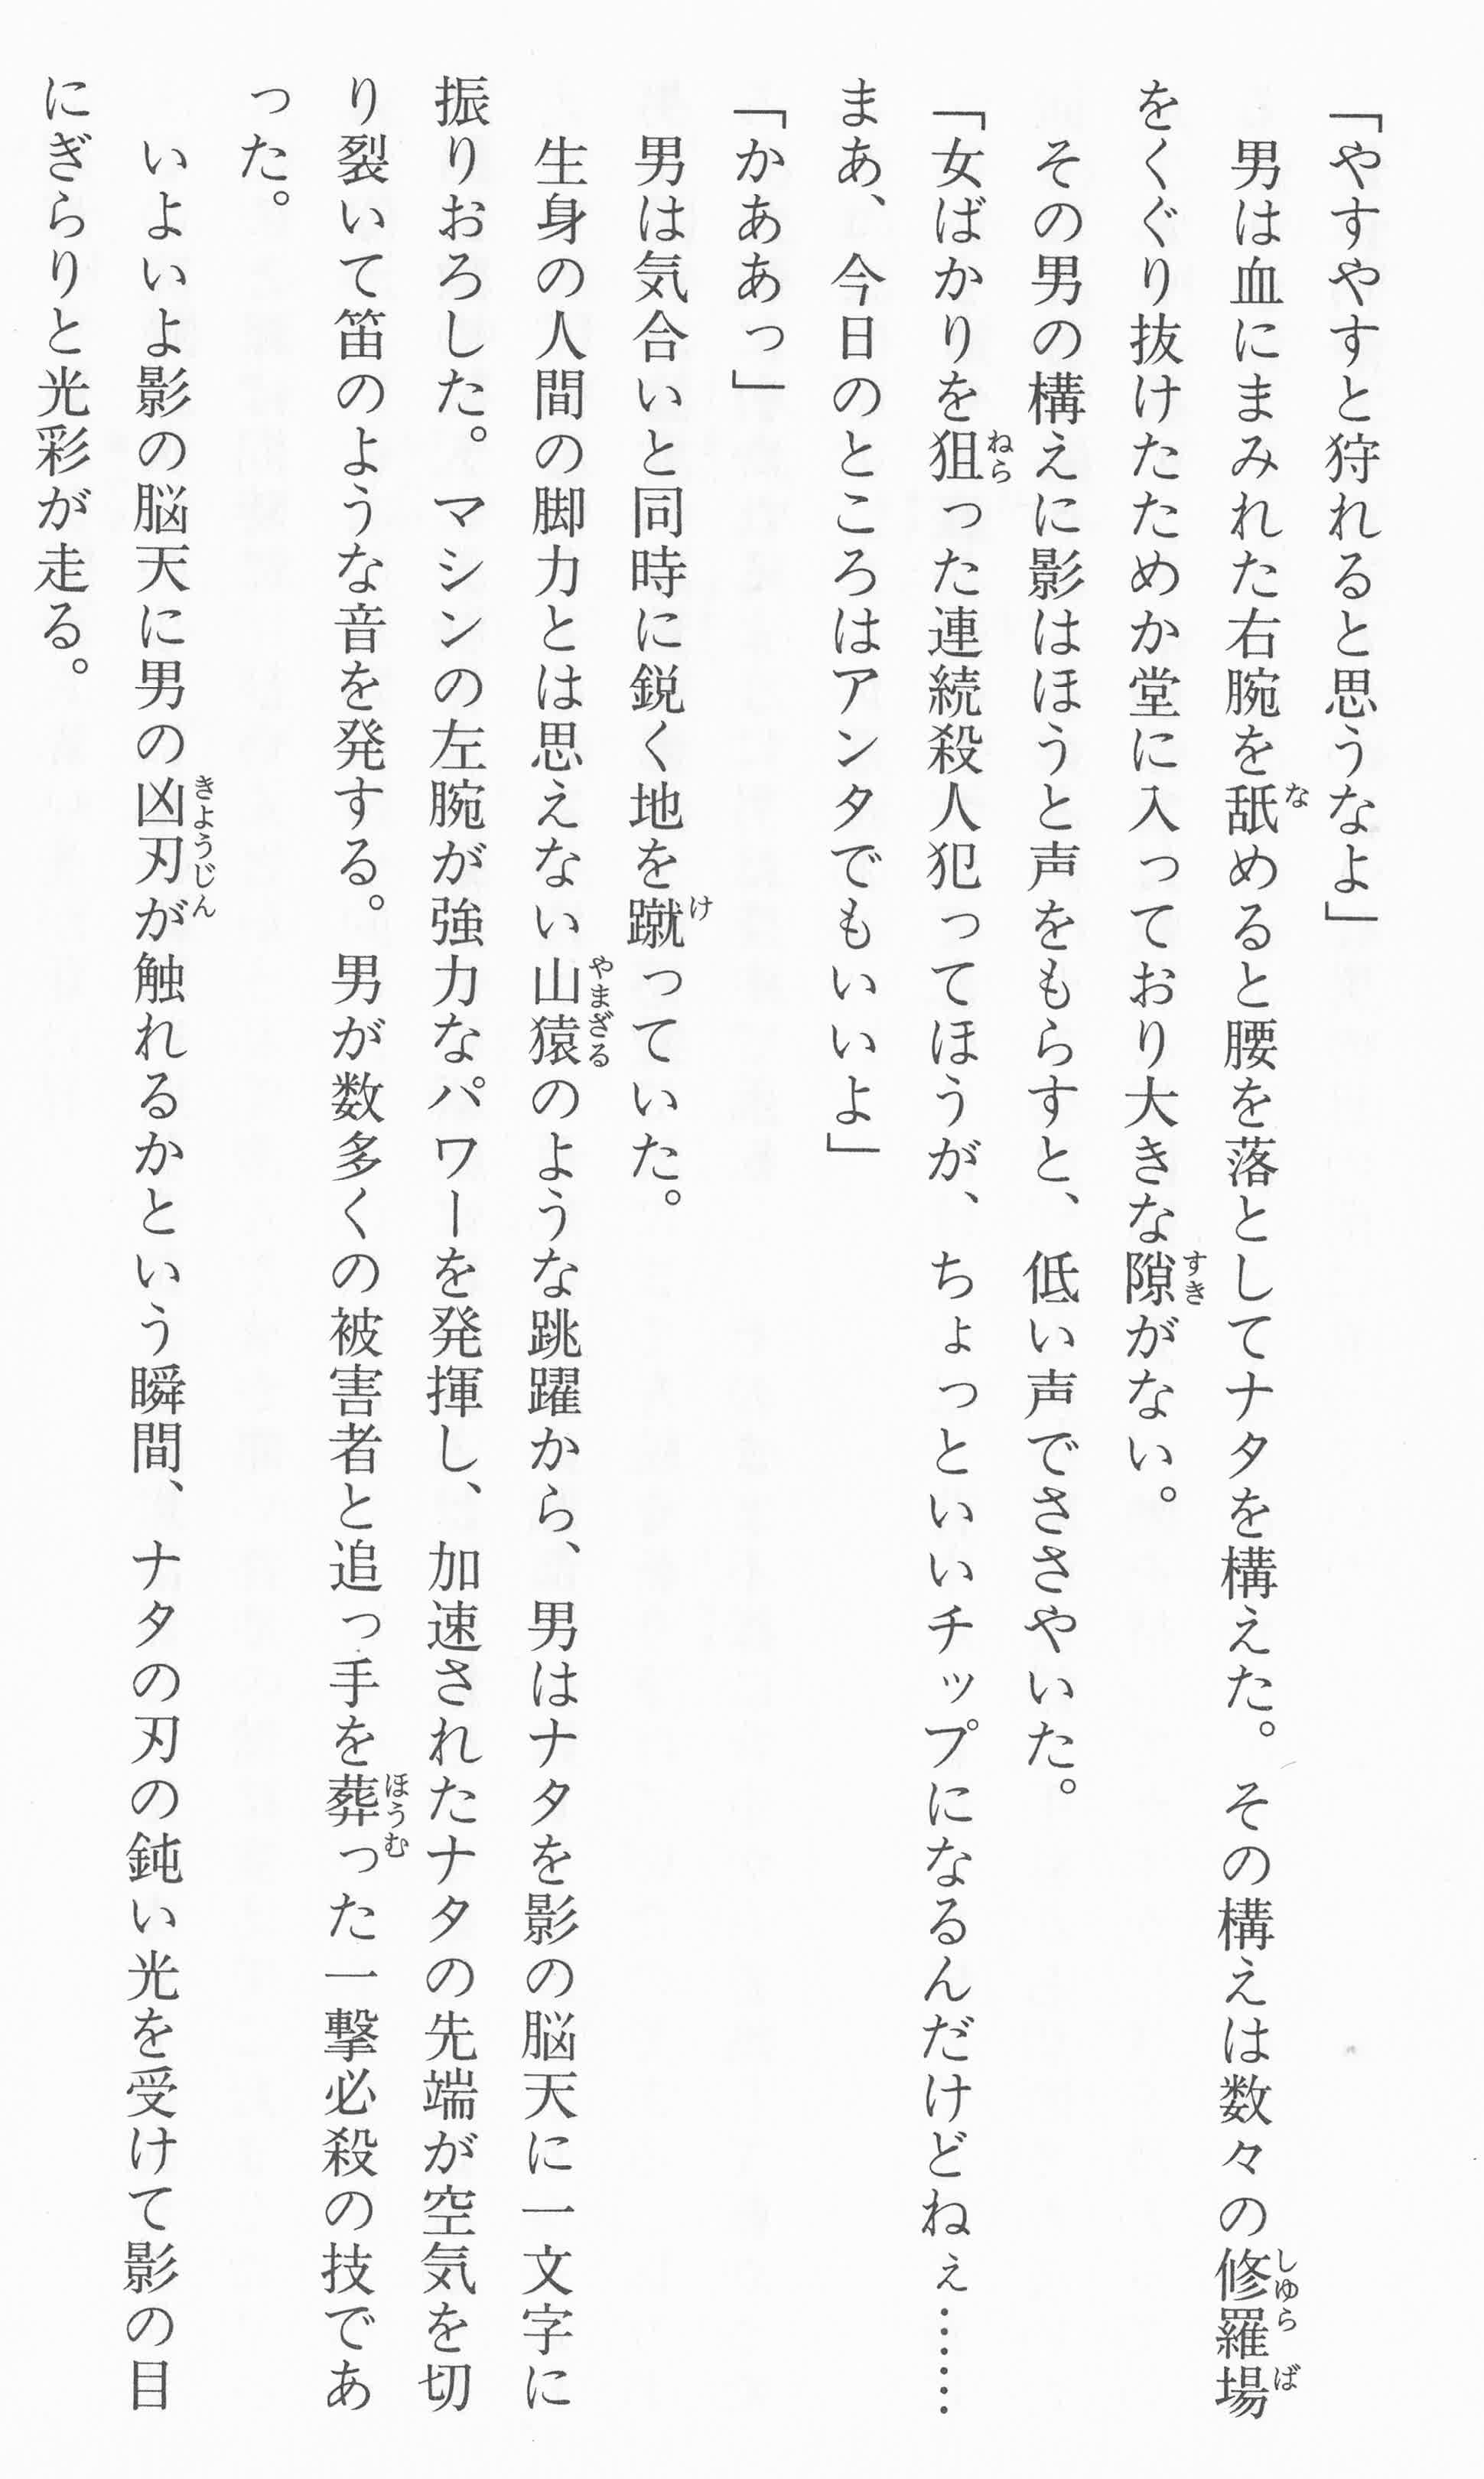 「やすやすと狩れると思うなよ」
　男は血にまみれた右腕を舐めると腰を落としてナタを構えた。その構えは数々の修羅場
をくぐり抜けたためか堂に入っており大きな隙がない。
　その男の構えに影はほうと声をもらすと、低い声でささやいた。
「女ばかりを狙った連続殺人犯ってほうが、ちょっといいチップになるんだけどねぇ……
まあ、今日のところはアンタでもいいよ」
「かああっ」
　男は気合いと同時に鋭く地を蹴っていた。
　生身の人間の脚力とは思えない山猿のような跳躍から、男はナタを影の脳天に一文字に
振りおろした。マシンの左腕が強力なパワーを発揮し、加速されたナタの先端が空気を切
り裂いて笛のような音を発する。男が数多くの被害者と追っ手を葬った一撃必殺の技であ
った。
　いよいよ影の脳天に男の凶刃が触れるかという瞬間、ナタの刃の鈍い光を受けて影の目
にぎらりと光彩が走る。